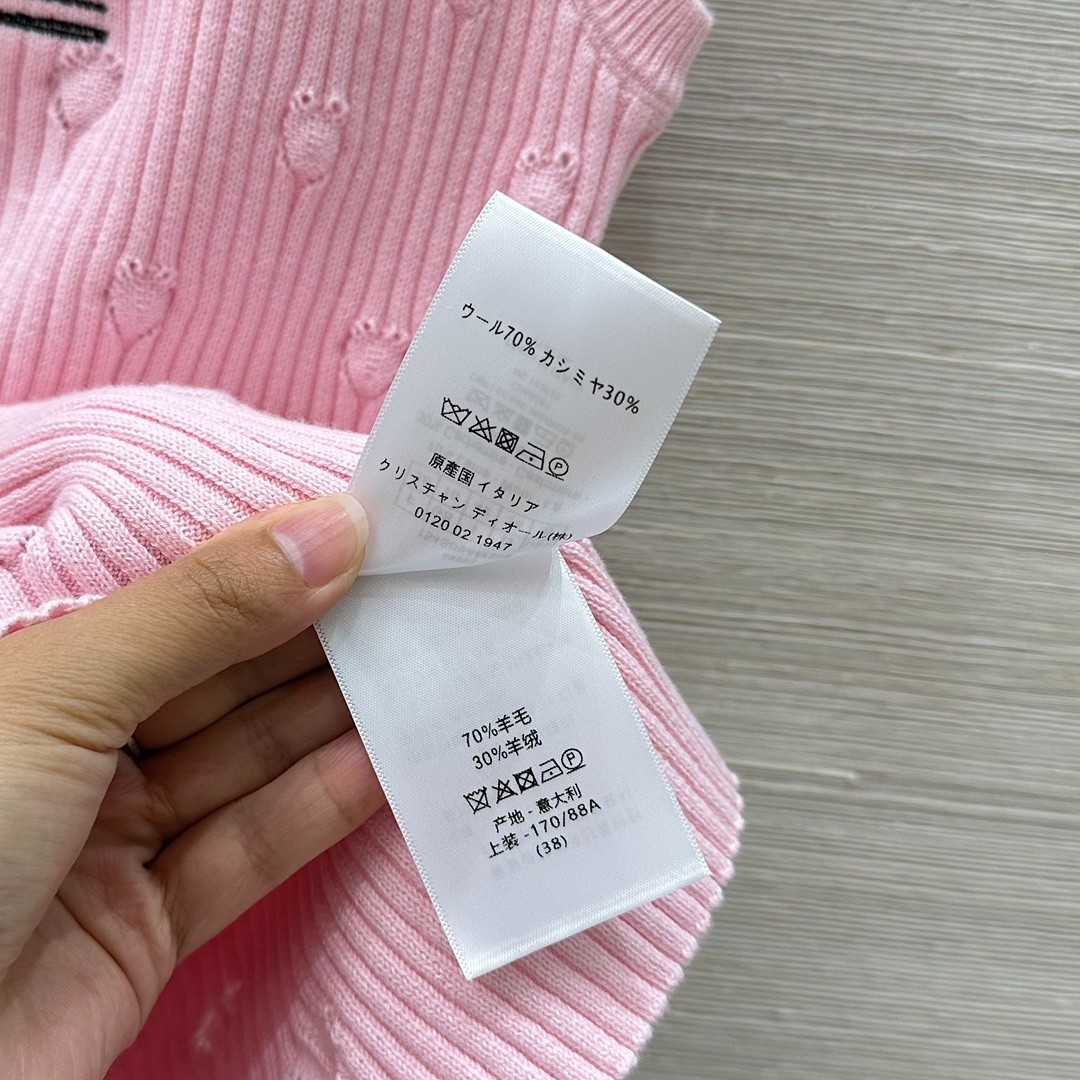 ウール70% カシミヤ30%
P
原産国 イタリア
クリスチャン ディオール(株)
0120 02 1947
70%羊毛
30%羊绒
P
产地 - 意大利
上装 -170/88A
(38)